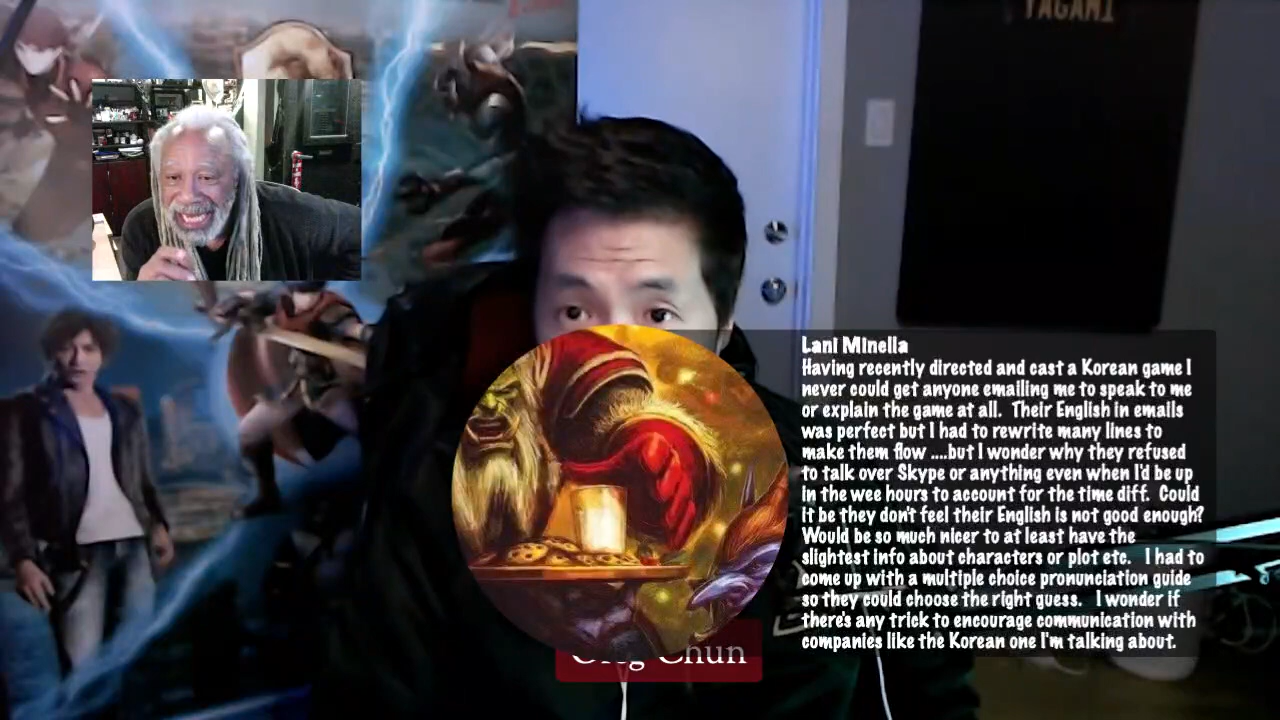 YAGAMI
Lani Minella
Having recently directed and cast a Korean game I
never could get anyone emailing me to speak to me
or explain the game at all. Their English in emails
was perfect but I had to rewrite many lines to
make them flow ....but I wonder why they refused
to talk over Skype or anything even when I'd be up
in the wee hours to account for the time diff. Could
it be they don't feel their English is not good enough?
Would be so much nicer to at least have the
slightest info about characters or plot etc. I had to
come up with a multiple choice pronunciation guide
so they could choose the right guess. I wonder if
there's any trick to encourage communication with
companies like the Korean one I'm talking about.
Greg Chun